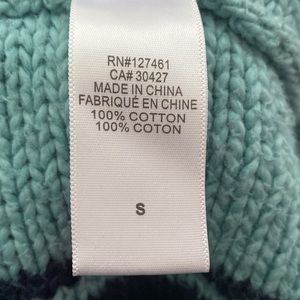 RN#127461
CA# 30427
MADE IN CHINA
FABRIQUÉ EN CHINE
100% COTTON
100% COTON
S